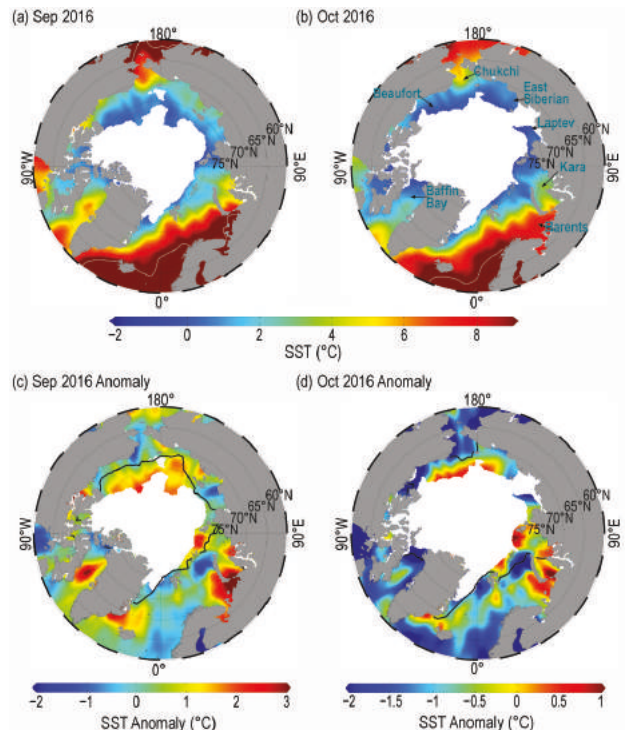 (a) Sep 2016
(b) Oct 2016
180°
180°
Chukchi
Beaufort
East
Siberian
Laptev
60°N
65°N
70°N
75°N
90°W
90°E
60°N
65°N
70°N
75°N
90°W
90°E
Kara
Baffin
Bay
Barents
0°
0°
−2 0 2 4 6 8
SST (°C)
(c) Sep 2016 Anomaly
(d) Oct 2016 Anomaly
180°
180°
60°N
65°N
70°N
75°N
90°W
90°E
60°N
65°N
70°N
75°N
90°W
90°E
0°
0°
−2 −1 0 1 2 3
−2 −1.5 −1 −0.5 0 0.5 1
SST Anomaly (°C)
SST Anomaly (°C)